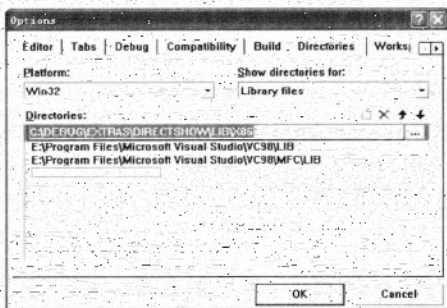 Options
Editor Tabs Debug Compatibility Build Directories Works
Platform: Show directories for:
Win32 Library files
Directories:
C:\DEBUG\EXTRAS\DIRECTSHOW\LIB\X86
...
E:\Program Files\Microsoft Visual Studio\VC98\LIB
E:\Program Files\Microsoft Visual Studio\VC98\MFC\LIB
OK Cancel